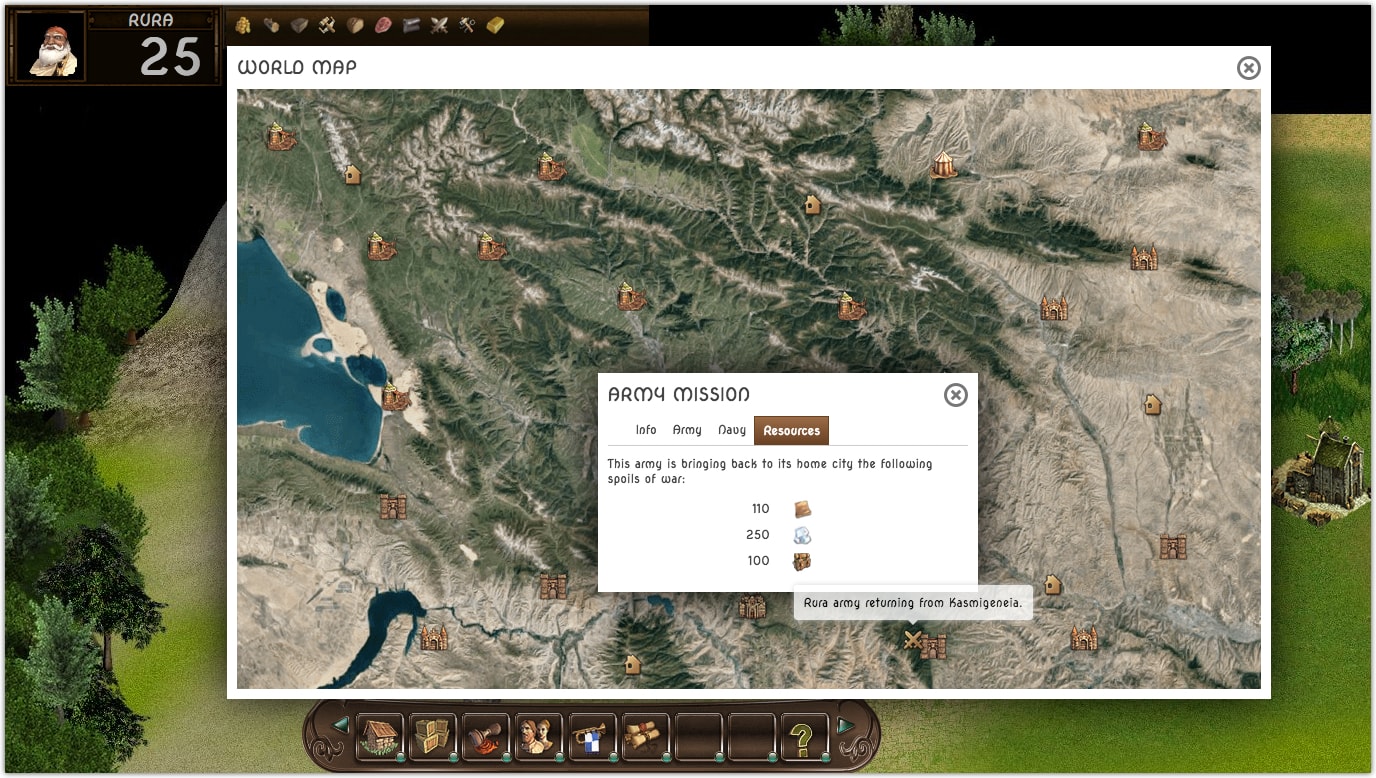 RURA
25
WORLD MAP
ARMY MISSION
Info Army Navy Resources
This army is bringing back to its home city the following
spoils of war:
110
250
100
Rura army returning from Kasmigeneia.